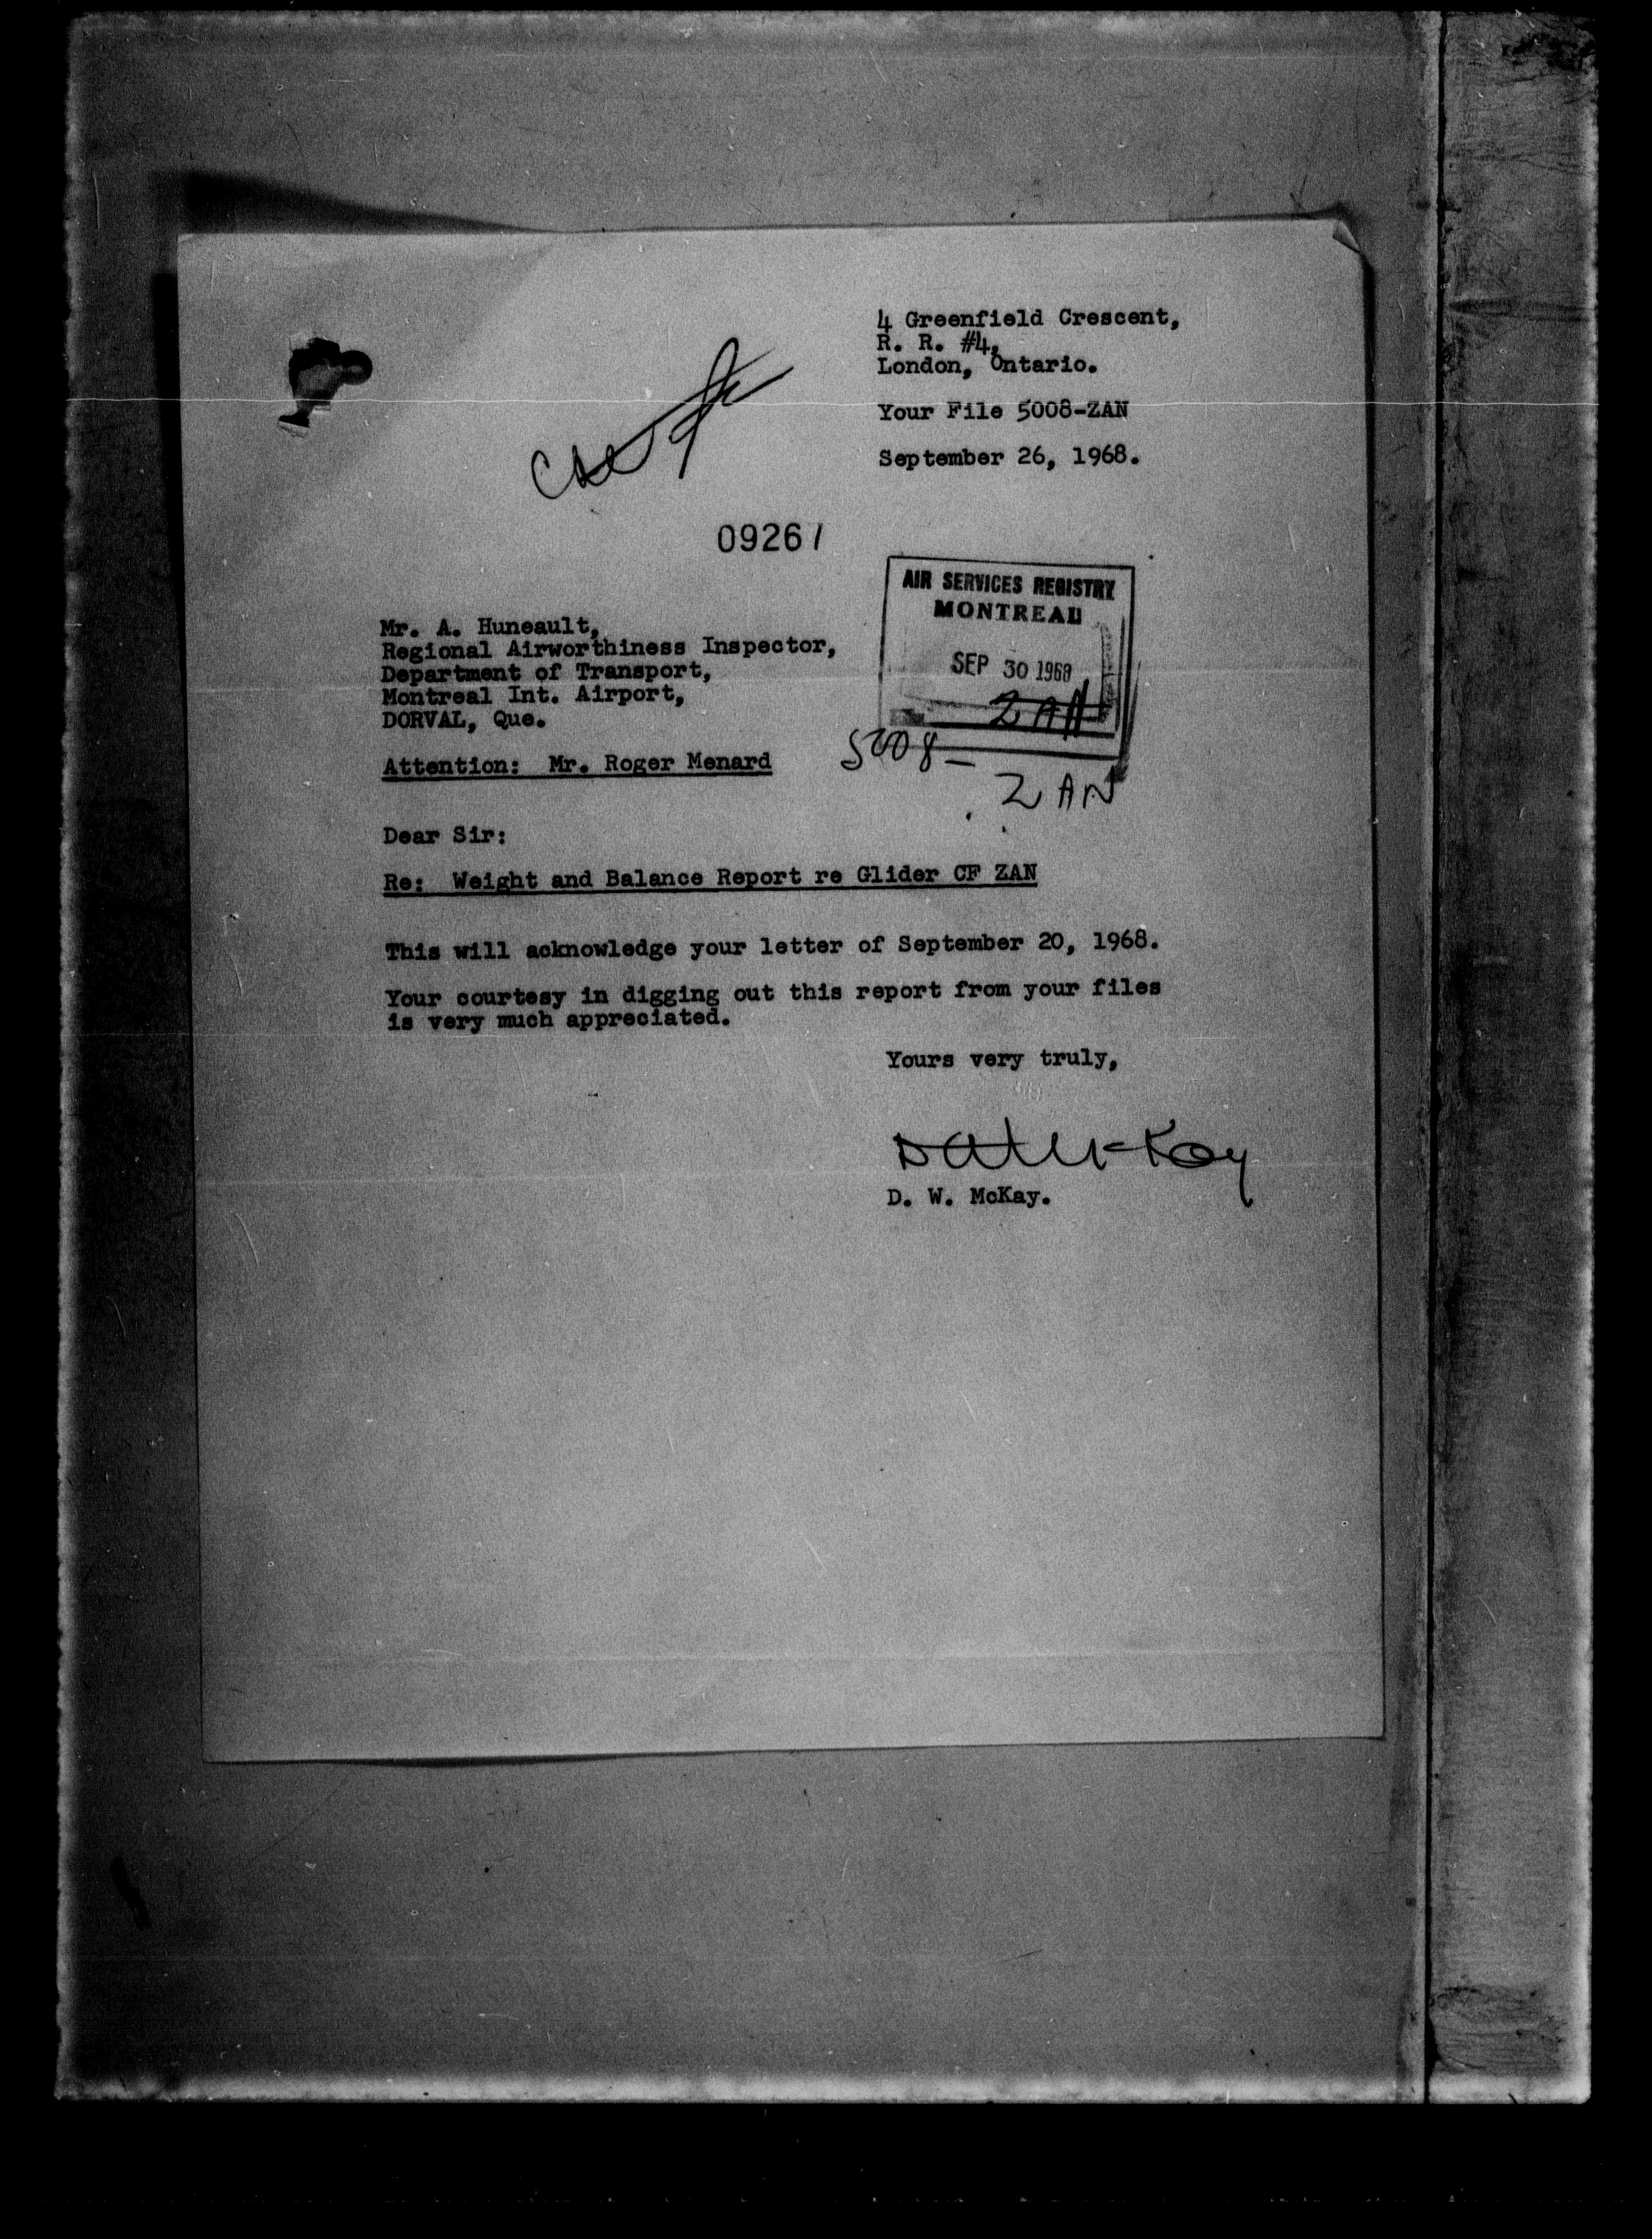 4 Greenfield Crescent,
R. R. #4,
London, Ontario.
Your File 5008-ZAN
September 26, 1968.
09261
AIR SERVICES REGISTRY
MONTREAL
SEP 30 1968
ZAN
5008-
ZAN
Mr. A. Huneault,
Regional Airworthiness Inspector,
Department of Transport,
Montreal Int. Airport,
DORVAL, Que.
Attention: Mr. Roger Menard
Dear Sir:
Re: Weight and Balance Report re Glider CF ZAN
This will acknowledge your letter of September 20, 1968.
Your courtesy in digging out this report from your files
is very much appreciated.
Yours very truly,
DW McKay
D. W. McKay.